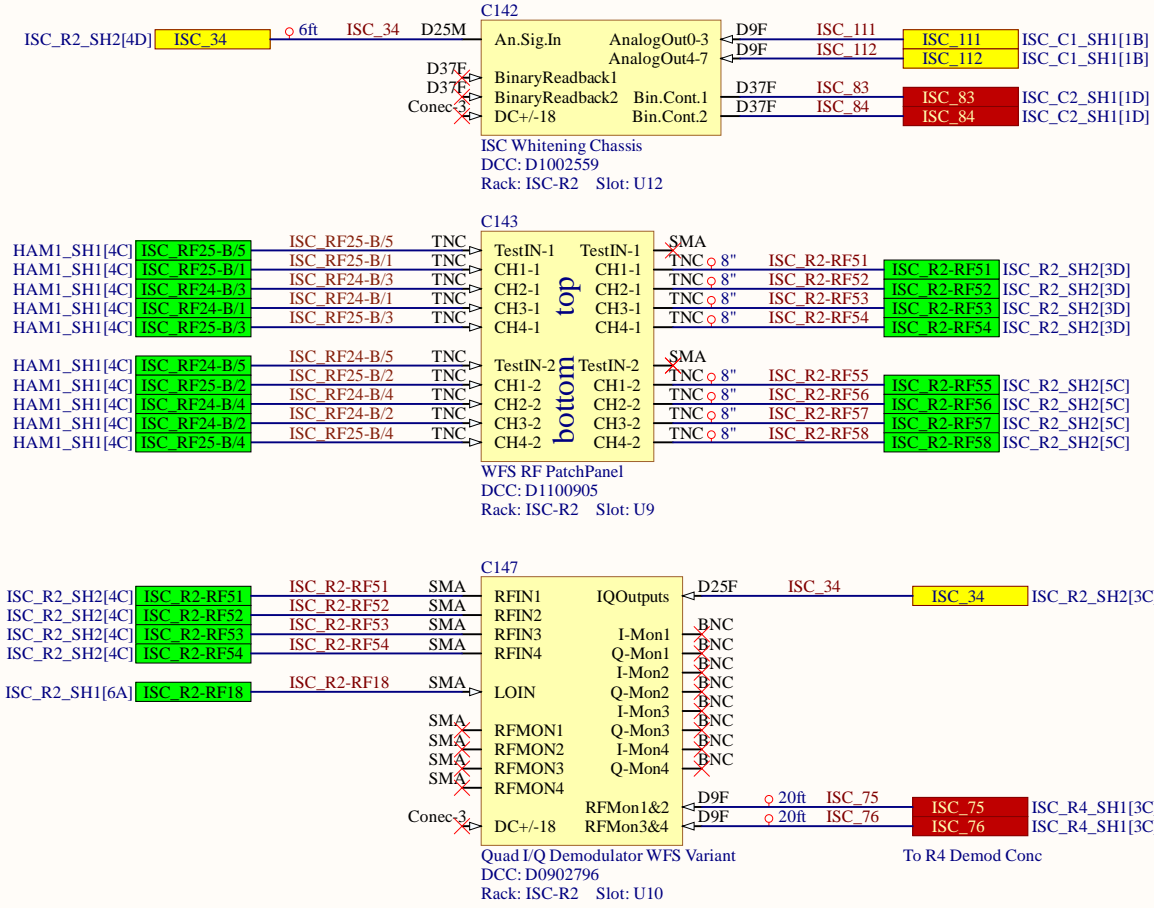 C142
ISC_R2_SH2[4D] ISC_34 6ft ISC_34 D25M An.Sig.In AnalogOut0-3 D9F ISC_111 ISC_111 ISC_C1_SH1[1B]
AnalogOut4-7 D9F ISC_112 ISC_112 ISC_C1_SH1[1B]
D37F BinaryReadback1
D37F BinaryReadback2 Bin.Cont.1 D37F ISC_83 ISC_83 ISC_C2_SH1[1D]
Conec-3 DC+/-18 Bin.Cont.2 D37F ISC_84 ISC_84 ISC_C2_SH1[1D]
ISC Whitening Chassis
DCC: D1002559
Rack: ISC-R2 Slot: U12
C143
HAM1_SH1[4C] ISC_RF25-B/5 ISC_RF25-B/5 TNC TestIN-1 TestIN-1 SMA
HAM1_SH1[4C] ISC_RF25-B/1 ISC_RF25-B/1 TNC CH1-1 CH1-1 TNC 8" ISC_R2-RF51 ISC_R2-RF51 ISC_R2_SH2[3D]
HAM1_SH1[4C] ISC_RF24-B/3 ISC_RF24-B/3 TNC CH2-1 CH2-1 TNC 8" ISC_R2-RF52 ISC_R2-RF52 ISC_R2_SH2[3D]
HAM1_SH1[4C] ISC_RF24-B/1 ISC_RF24-B/1 TNC CH3-1 CH3-1 TNC 8" ISC_R2-RF53 ISC_R2-RF53 ISC_R2_SH2[3D]
HAM1_SH1[4C] ISC_RF25-B/3 ISC_RF25-B/3 TNC CH4-1 CH4-1 TNC 8" ISC_R2-RF54 ISC_R2-RF54 ISC_R2_SH2[3D]
top
HAM1_SH1[4C] ISC_RF24-B/5 ISC_RF24-B/5 TNC TestIN-2 TestIN-2 SMA
HAM1_SH1[4C] ISC_RF25-B/2 ISC_RF25-B/2 TNC CH1-2 CH1-2 TNC 8" ISC_R2-RF55 ISC_R2-RF55 ISC_R2_SH2[5C]
HAM1_SH1[4C] ISC_RF24-B/4 ISC_RF24-B/4 TNC CH2-2 CH2-2 TNC 8" ISC_R2-RF56 ISC_R2-RF56 ISC_R2_SH2[5C]
HAM1_SH1[4C] ISC_RF24-B/2 ISC_RF24-B/2 TNC CH3-2 CH3-2 TNC 8" ISC_R2-RF57 ISC_R2-RF57 ISC_R2_SH2[5C]
HAM1_SH1[4C] ISC_RF25-B/4 ISC_RF25-B/4 TNC CH4-2 CH4-2 TNC 8" ISC_R2-RF58 ISC_R2-RF58 ISC_R2_SH2[5C]
bottom
WFS RF PatchPanel
DCC: D1100905
Rack: ISC-R2 Slot: U9
C147
ISC_R2_SH2[4C] ISC_R2-RF51 ISC_R2-RF51 SMA RFIN1 IQOutputs D25F ISC_34 ISC_34 ISC_R2_SH2[3C
ISC_R2_SH2[4C] ISC_R2-RF52 ISC_R2-RF52 SMA RFIN2
ISC_R2_SH2[4C] ISC_R2-RF53 ISC_R2-RF53 SMA RFIN3 I-Mon1 BNC
ISC_R2_SH2[4C] ISC_R2-RF54 ISC_R2-RF54 SMA RFIN4 Q-Mon1 BNC
I-Mon2 BNC
ISC_R2_SH1[6A] ISC_R2-RF18 ISC_R2-RF18 SMA LOIN Q-Mon2 BNC
I-Mon3 BNC
SMA RFMON1 Q-Mon3 BNC
SMA RFMON2 I-Mon4 BNC
SMA RFMON3 Q-Mon4 BNC
SMA RFMON4
RFMon1&2 D9F 20ft ISC_75 ISC_75 ISC_R4_SH1[3C
Conec-3 DC+/-18 RFMon3&4 D9F 20ft ISC_76 ISC_76 ISC_R4_SH1[3C
Quad I/Q Demodulator WFS Variant To R4 Demod Conc
DCC: D0902796
Rack: ISC-R2 Slot: U10